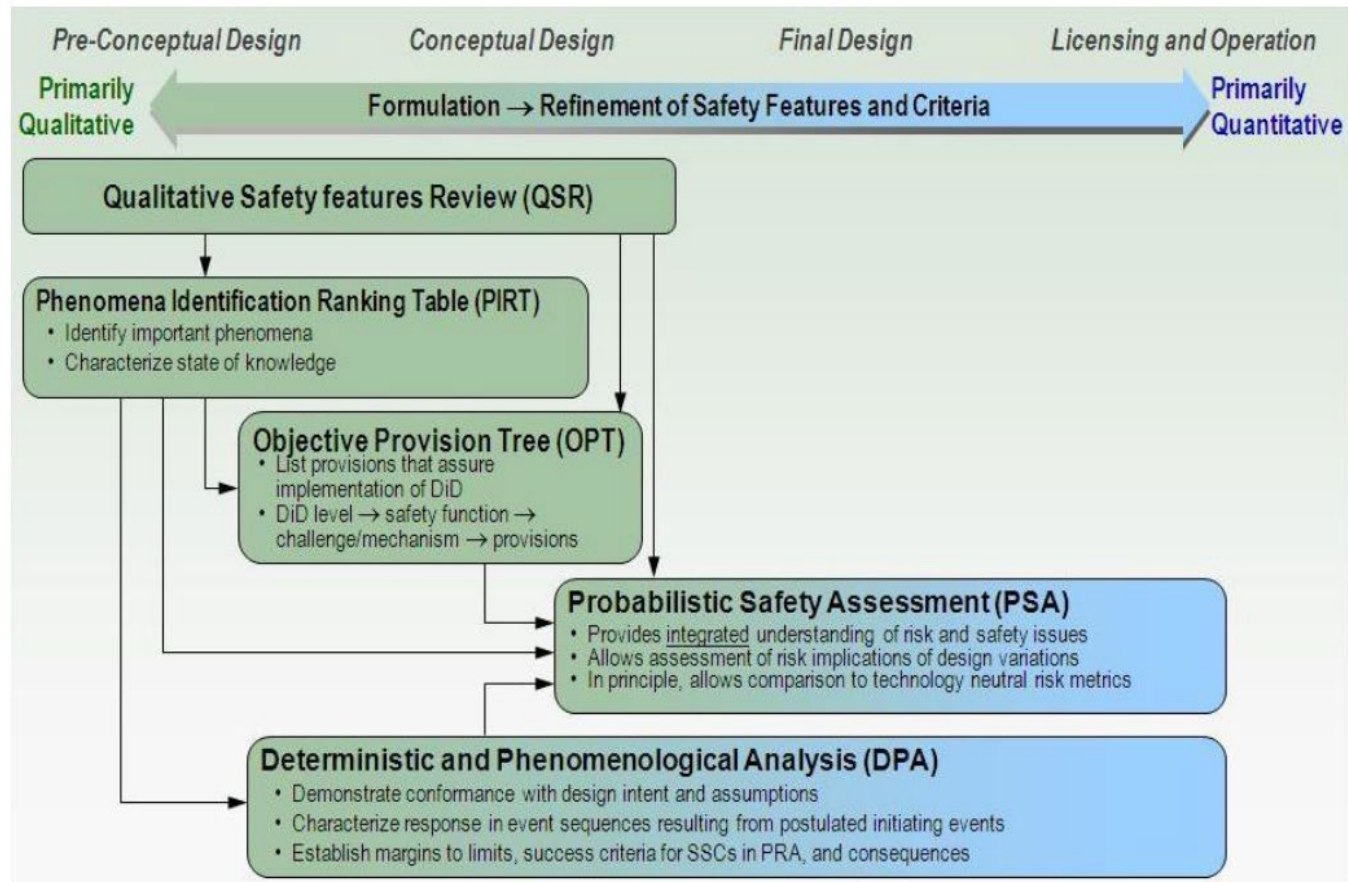 Pre-Conceptual Design Conceptual Design Final Design Licensing and Operation
Primarily
Qualitative
Formulation → Refinement of Safety Features and Criteria
Primarily
Quantitative
Qualitative Safety features Review (QSR)
Phenomena Identification Ranking Table (PIRT)
• Identify important phenomena
• Characterize state of knowledge
Objective Provision Tree (OPT)
• List provisions that assure
implementation of DiD
• DiD level → safety function →
challenge/mechanism → provisions
Probabilistic Safety Assessment (PSA)
• Provides integrated understanding of risk and safety issues
• Allows assessment of risk implications of design variations
• In principle, allows comparison to technology neutral risk metrics
Deterministic and Phenomenological Analysis (DPA)
• Demonstrate conformance with design intent and assumptions
• Characterize response in event sequences resulting from postulated initiating events
• Establish margins to limits, success criteria for SSCs in PRA, and consequences